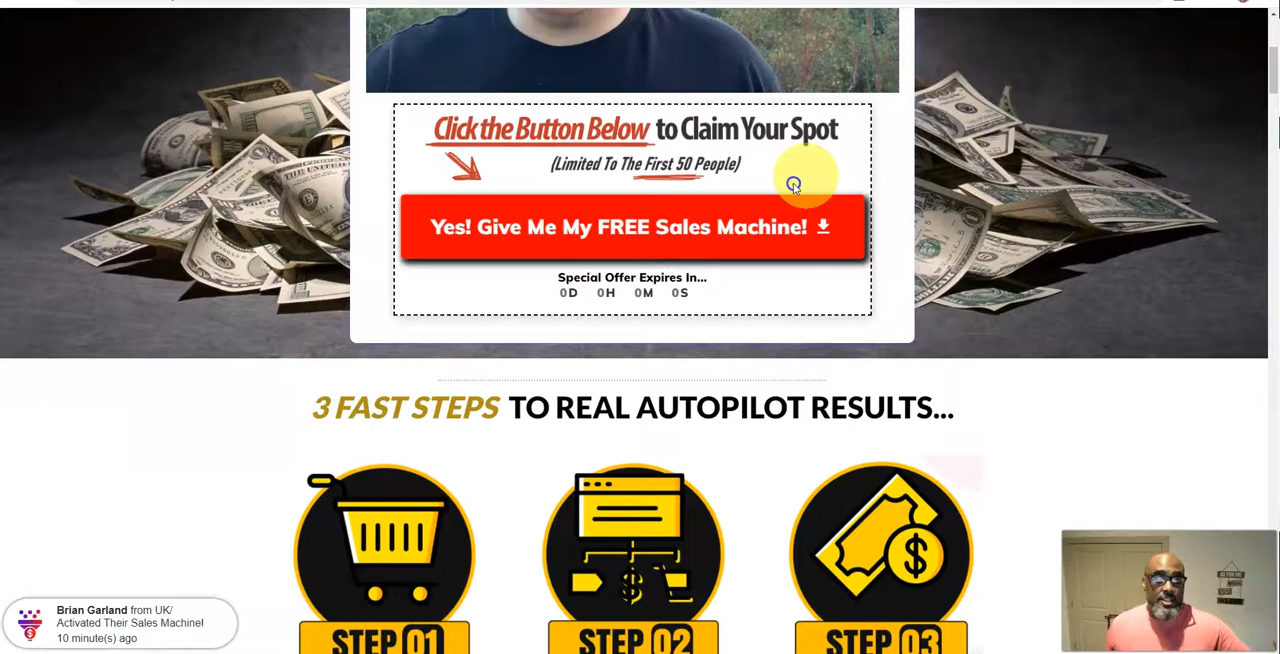 Click the Button Below to Claim Your Spot
(Limited To The First 50 People)
Yes! Give Me My FREE Sales Machine!
Special Offer Expires In...
0D 0H 0M 0S
3 FAST STEPS TO REAL AUTOPILOT RESULTS...
STEP 01 STEP 02 STEP 03
Brian Garland from UK/
Activated Their Sales Machine!
10 minute(s) ago